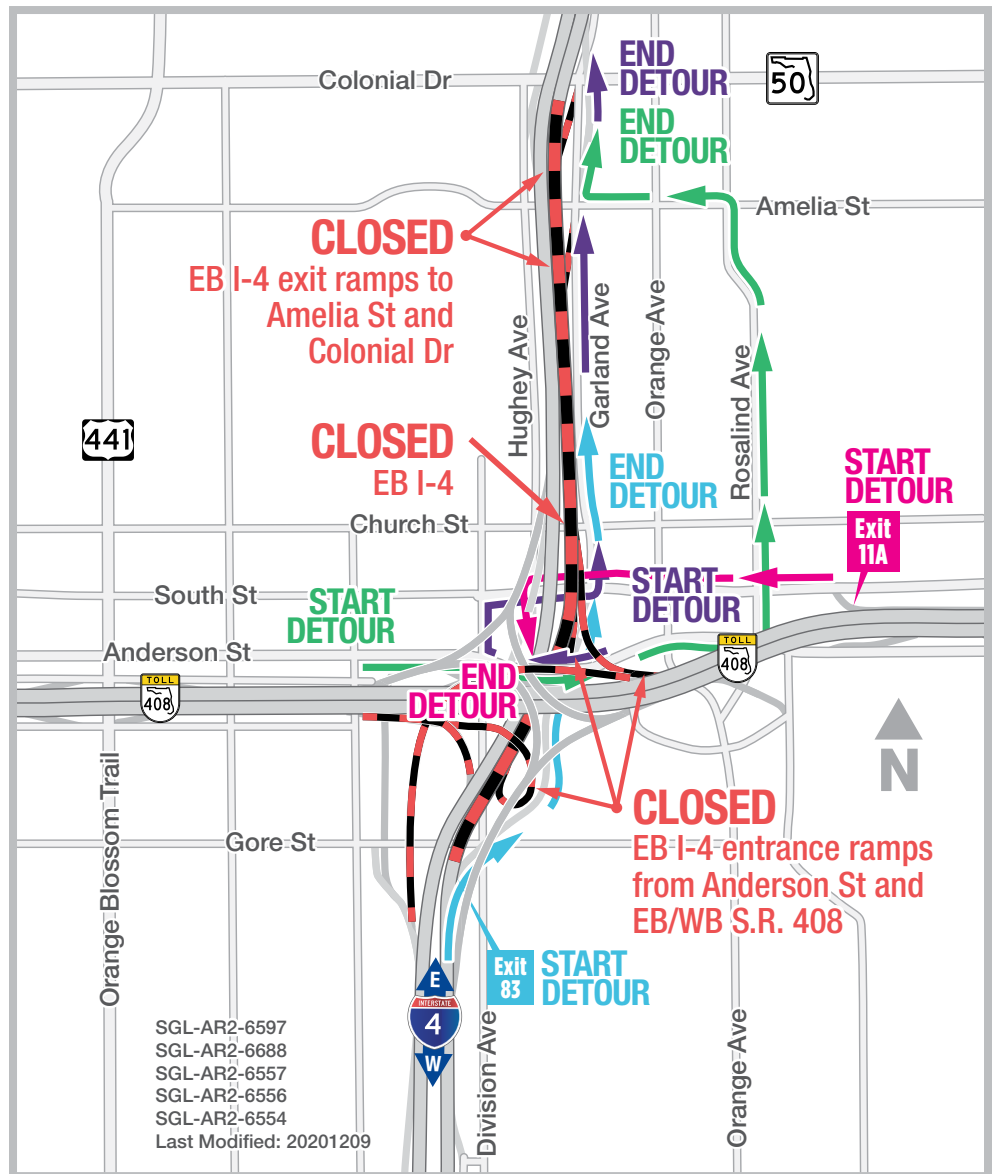 Colonial Dr
END
DETOUR
50
END
DETOUR
Amelia St
CLOSED
EB I-4 exit ramps to
Amelia St and
Colonial Dr
Hughey Ave
Garland Ave
Orange Ave
Rosalind Ave
441
CLOSED
EB I-4
END
DETOUR
START
DETOUR
Exit
11A
Church St
South St
START
DETOUR
START
DETOUR
Anderson St
TOLL
408
TOLL
408
END
DETOUR
N
Orange Blossom Trail
Gore St
CLOSED
EB I-4 entrance ramps
from Anderson St and
EB/WB S.R. 408
Exit
83
START
DETOUR
E
INTERSTATE
4
W
Division Ave
Orange Ave
SGL-AR2-6597
SGL-AR2-6688
SGL-AR2-6557
SGL-AR2-6556
SGL-AR2-6554
Last Modified: 20201209